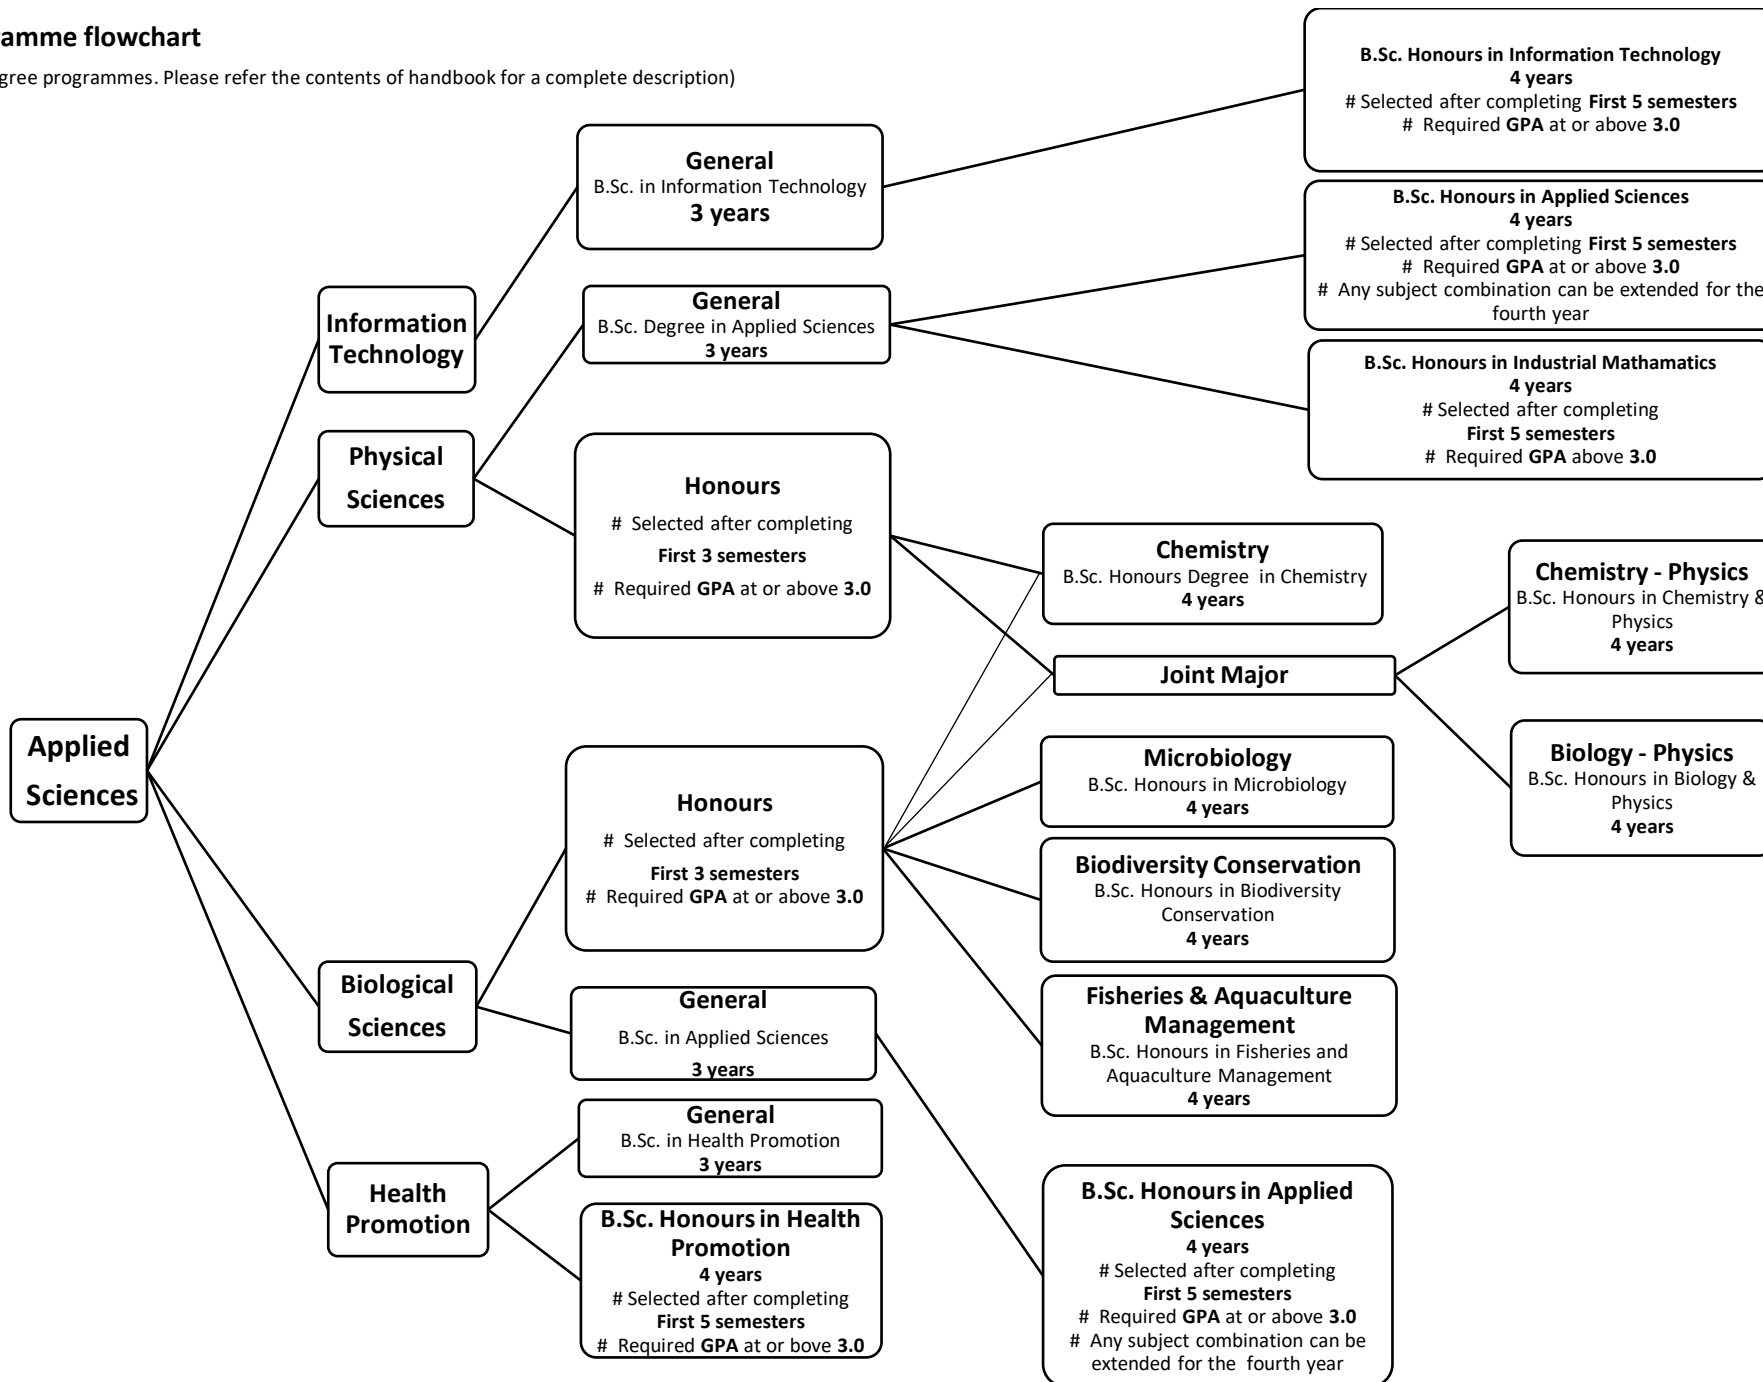 amme flowchart
gree programmes. Please refer the contents of handbook for a complete description)
Applied
Sciences
Information
Technology
Physical
Sciences
Biological
Sciences
Health
Promotion
General
B.Sc. in Information Technology
3 years
General
B.Sc. Degree in Applied Sciences
3 years
Honours
# Selected after completing
First 3 semesters
# Required GPA at or above 3.0
Honours
# Selected after completing
First 3 semesters
# Required GPA at or above 3.0
General
B.Sc. in Applied Sciences
3 years
General
B.Sc. in Health Promotion
3 years
B.Sc. Honours in Health
Promotion
4 years
# Selected after completing
First 5 semesters
# Required GPA at or bove 3.0
B.Sc. Honours in Information Technology
4 years
# Selected after completing First 5 semesters
# Required GPA at or above 3.0
B.Sc. Honours in Applied Sciences
4 years
# Selected after completing First 5 semesters
# Required GPA at or above 3.0
# Any subject combination can be extended for the
fourth year
B.Sc. Honours in Industrial Mathamatics
4 years
# Selected after completing
First 5 semesters
# Required GPA above 3.0
Chemistry
B.Sc. Honours Degree in Chemistry
4 years
Joint Major
Microbiology
B.Sc. Honours in Microbiology
4 years
Biodiversity Conservation
B.Sc. Honours in Biodiversity
Conservation
4 years
Fisheries & Aquaculture
Management
B.Sc. Honours in Fisheries and
Aquaculture Management
4 years
B.Sc. Honours in Applied
Sciences
4 years
# Selected after completing
First 5 semesters
# Required GPA at or above 3.0
# Any subject combination can be
extended for the fourth year
Chemistry - Physics
B.Sc. Honours in Chemistry &
Physics
4 years
Biology - Physics
B.Sc. Honours in Biology &
Physics
4 years